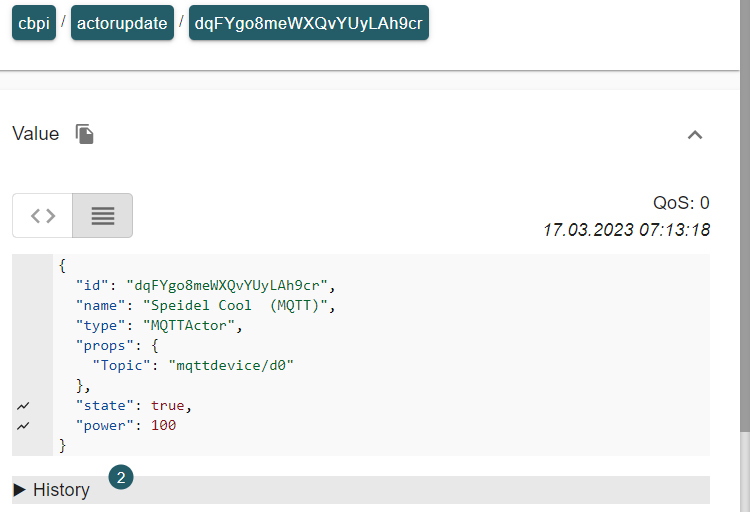 cbpi / actorupdate / dqFYgo8meWXQvYUyLAh9cr
Value
< >
QoS: 0
17.03.2023 07:13:18
{
  "id": "dqFYgo8meWXQvYUyLAh9cr",
  "name": "Speidel Cool  (MQTT)",
  "type": "MQTTActor",
  "props": {
    "Topic": "mqttdevice/d0"
  },
  "state": true,
  "power": 100
}
▶ History 2